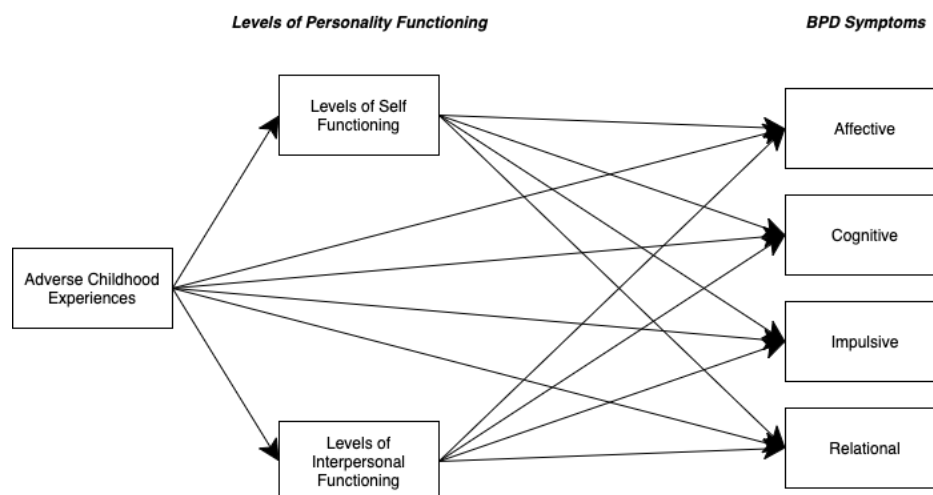 Levels of Personality Functioning
BPD Symptoms
Levels of Self
Functioning
Affective
Cognitive
Adverse Childhood
Experiences
Impulsive
Levels of
Interpersonal
Functioning
Relational